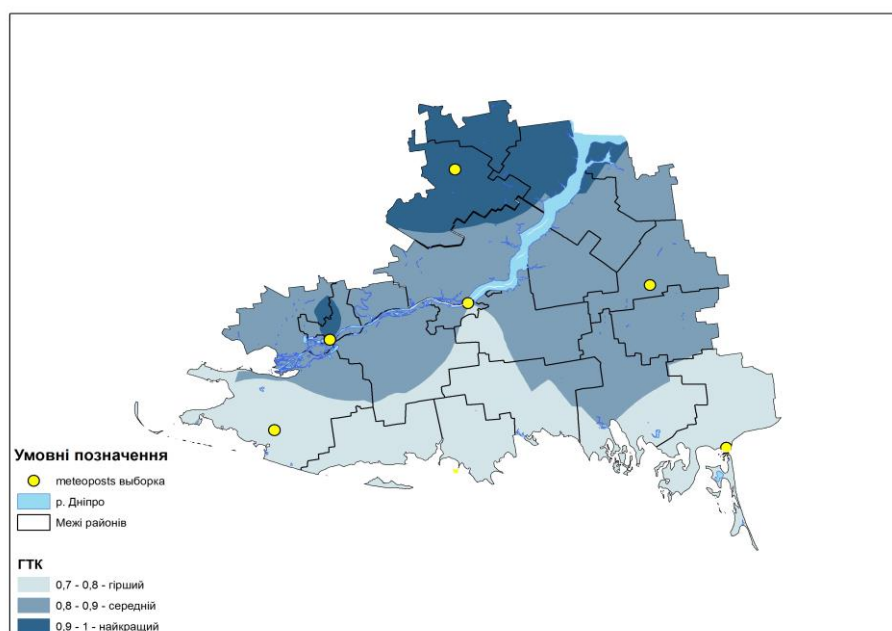 Умовні позначення
meteoposts выборка
р. Дніпро
Межі районів
ГТК
0,7 - 0,8 - гірший
0,8 - 0,9 - середній
0,9 - 1 - найкращий